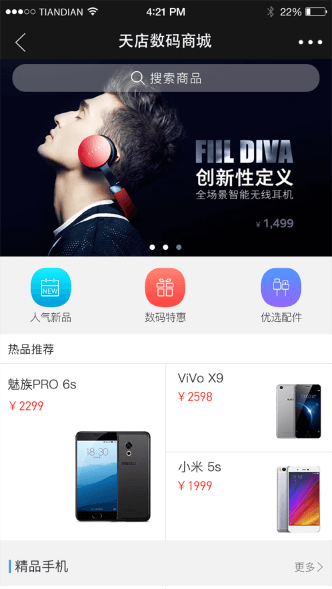 TIANDIAN 4:21 PM 22%
天店数码商城
搜索商品
FIIL DIVA
创新性定义
全场景智能无线耳机
¥ 1,499
NEW
人气新品 数码特惠 优选配件
热品推荐
魅族PRO 6s
¥2299
ViVo X9
¥2598
小米 5s
¥1999
精品手机 更多